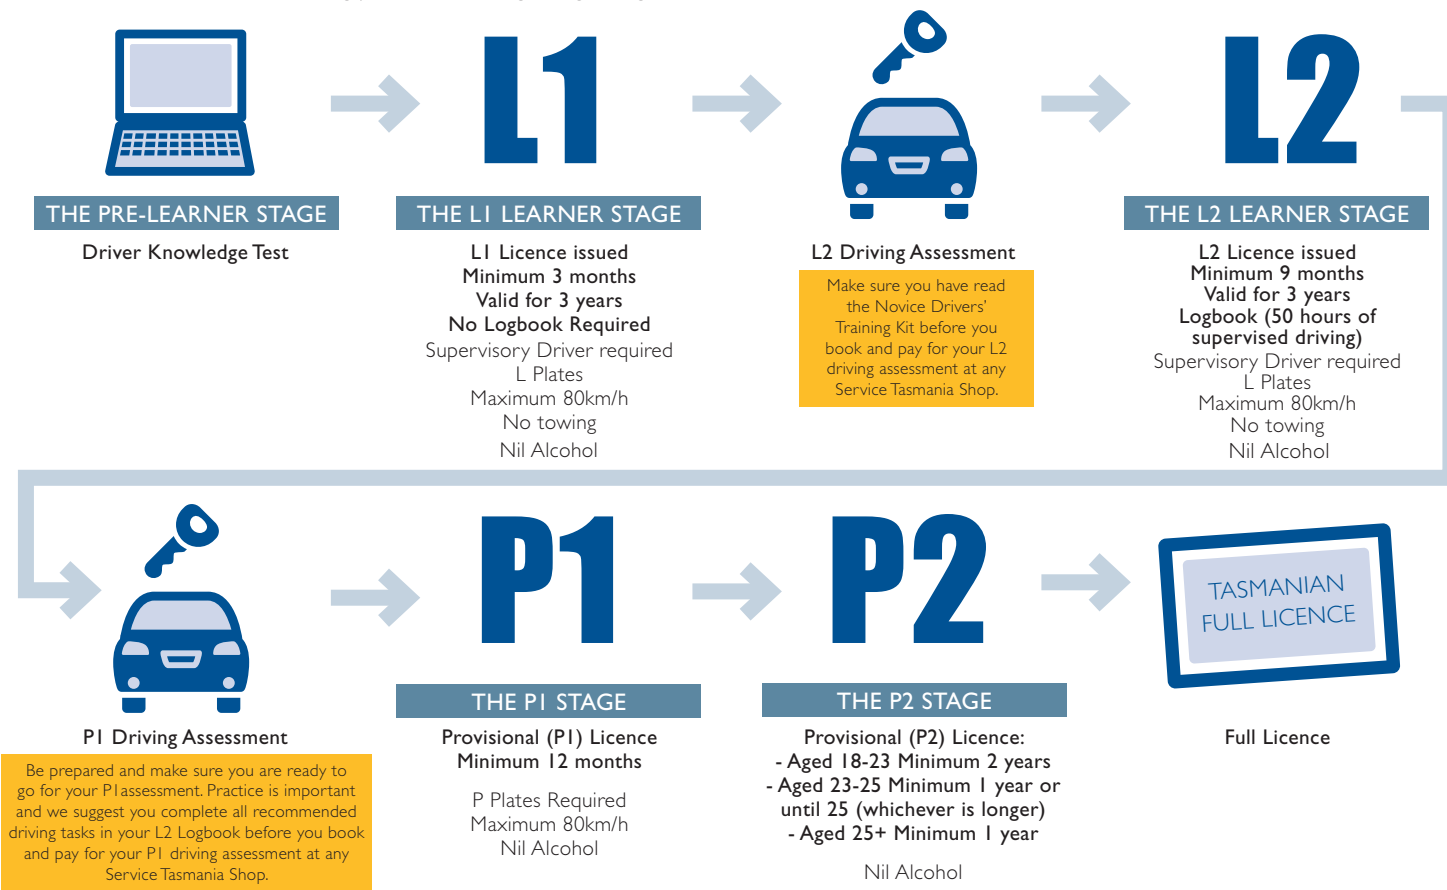 L1
L2
THE PRE-LEARNER STAGE
Driver Knowledge Test
THE L1 LEARNER STAGE
L1 Licence issued
Minimum 3 months
Valid for 3 years
No Logbook Required
Supervisory Driver required
L Plates
Maximum 80km/h
No towing
Nil Alcohol
L2 Driving Assessment
Make sure you have read
the Novice Drivers'
Training Kit before you
book and pay for your L2
driving assessment at any
Service Tasmania Shop.
THE L2 LEARNER STAGE
L2 Licence issued
Minimum 9 months
Valid for 3 years
Logbook (50 hours of
supervised driving)
Supervisory Driver required
L Plates
Maximum 80km/h
No towing
Nil Alcohol
P1 Driving Assessment
Be prepared and make sure you are ready to
go for your P1assessment. Practice is important
and we suggest you complete all recommended
driving tasks in your L2 Logbook before you book
and pay for your P1 driving assessment at any
Service Tasmania Shop.
P1
THE P1 STAGE
Provisional (P1) Licence
Minimum 12 months
P Plates Required
Maximum 80km/h
Nil Alcohol
P2
THE P2 STAGE
Provisional (P2) Licence:
- Aged 18-23 Minimum 2 years
- Aged 23-25 Minimum 1 year or
until 25 (whichever is longer)
- Aged 25+ Minimum 1 year
Nil Alcohol
TASMANIAN
FULL LICENCE
Full Licence